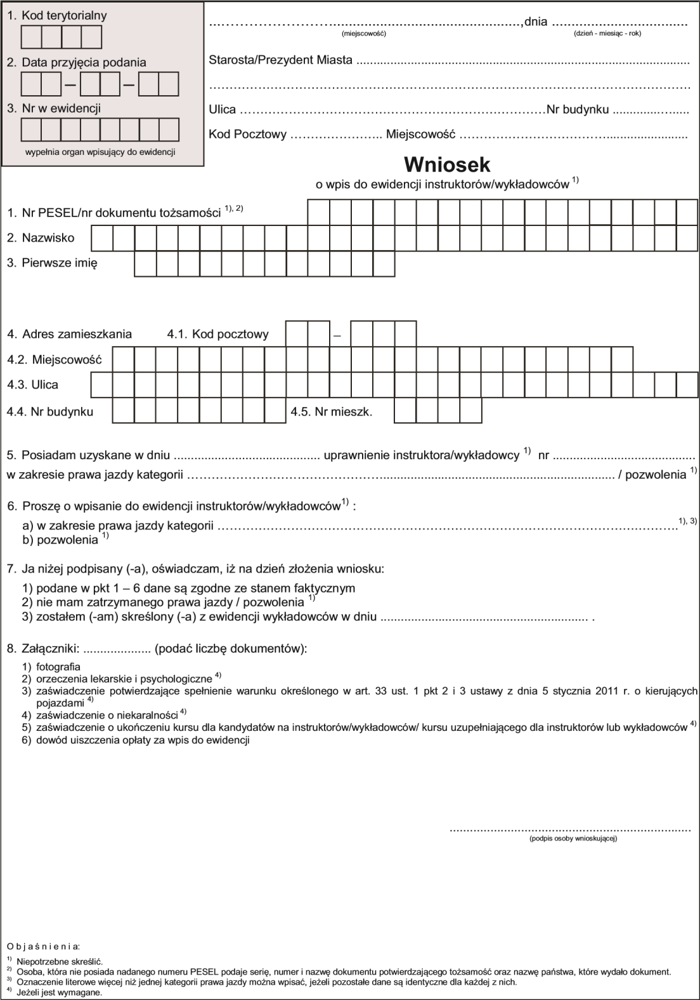 1. Kod terytorialny
2. Data przyjęcia podania
– –
3. Nr w ewidencji
wypełnia organ wpisujący do ewidencji
..............................................................................................,dnia ........................................
(miejscowość) (dzień - miesiąc - rok)
Starosta/Prezydent Miasta ..................................................................................................
..............................................................................................................................................
Ulica ..........................................................................................Nr budynku ......................
Kod Pocztowy ........................... Miejscowość ...................................................................
Wniosek
o wpis do ewidencji instruktorów/wykładowców 1)
1. Nr PESEL/nr dokumentu tożsamości 1), 2)
2. Nazwisko
3. Pierwsze imię
4. Adres zamieszkania 4.1. Kod pocztowy –
4.2. Miejscowość
4.3. Ulica
4.4. Nr budynku 4.5. Nr mieszk.
5. Posiadam uzyskane w dniu ........................................... uprawnienie instruktora/wykładowcy 1) nr ..........................................
w zakresie prawa jazdy kategorii ............................................................................................................................. / pozwolenia 1)
6. Proszę o wpisanie do ewidencji instruktorów/wykładowców1) :
a) w zakresie prawa jazdy kategorii ........................................................................................................................................1), 3)
b) pozwolenia 1)
7. Ja niżej podpisany (-a), oświadczam, iż na dzień złożenia wniosku:
1) podane w pkt 1 – 6 dane są zgodne ze stanem faktycznym
2) nie mam zatrzymanego prawa jazdy / pozwolenia 1)
3) zostałem (-am) skreślony (-a) z ewidencji wykładowców w dniu ............................................................. .
8. Załączniki: .................... (podać liczbę dokumentów):
1) fotografia
2) orzeczenia lekarskie i psychologiczne 4)
3) zaświadczenie potwierdzające spełnienie warunku określonego w art. 33 ust. 1 pkt 2 i 3 ustawy z dnia 5 stycznia 2011 r. o kierujących
pojazdami 4)
4) zaświadczenie o niekaralności 4)
5) zaświadczenie o ukończeniu kursu dla kandydatów na instruktorów/wykładowców/ kursu uzupełniającego dla instruktorów lub wykładowców 4)
6) dowód uiszczenia opłaty za wpis do ewidencji
.......................................................................
(podpis osoby wnioskującej)
Objaśnienia:
1) Niepotrzebne skreślić.
2) Osoba, która nie posiada nadanego numeru PESEL podaje serię, numer i nazwę dokumentu potwierdzającego tożsamość oraz nazwę państwa, które wydało dokument.
3) Oznaczenie literowe więcej niż jednej kategorii prawa jazdy można wpisać, jeżeli pozostałe dane są identyczne dla każdej z nich.
4) Jeżeli jest wymagane.